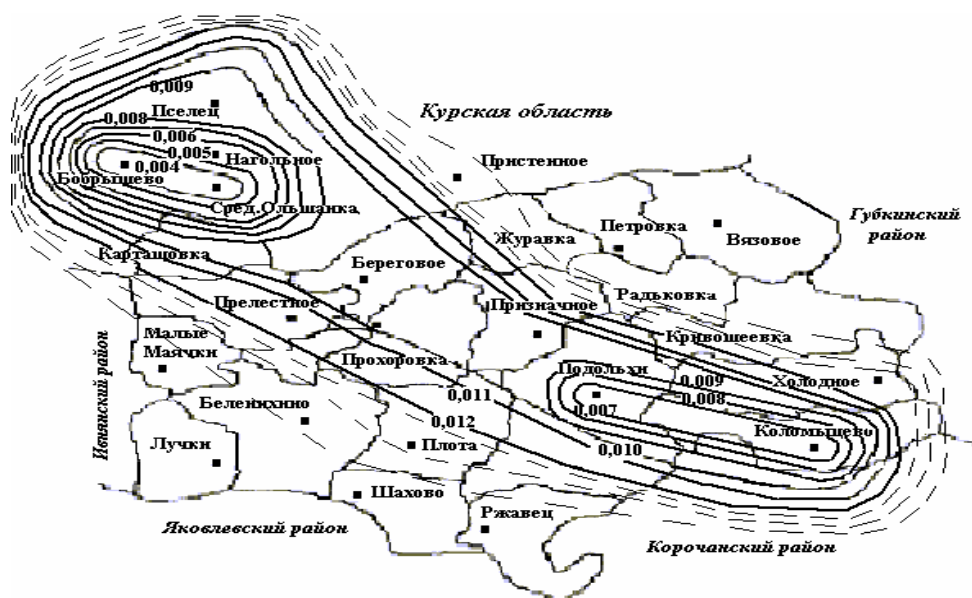 0,009
Пселец
Курская область
0,008
0,006
0,005
Нагольное
Пристенное
0,004
Бобрышево
Сред.Ольшанка
Губкинский
район
Петровка
Журавка
Вязовое
Карташовка
Береговое
Прелестное
Призначное
Радьковка
Малые
Маячки
Кривошеевка
Прохоровка
Подольхи
0,009
Холодное
0,011
0,008
0,007
Ивнянский район
Беленихино
0,012
Коломыцево
Лучки
Плота
0,010
Шахово
Ржавец
Яковлевский район
Корочанский район